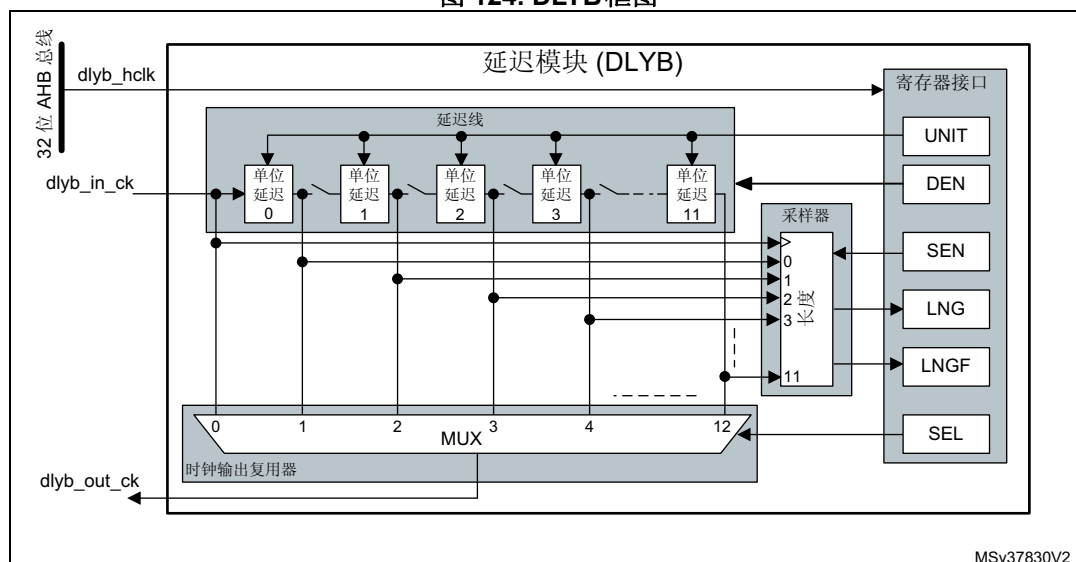 图 124. DLYB框图
32 位 AHB 总线
dlyb_hclk
延迟模块 (DLYB)
寄存器接口
延迟线
UNIT
dlyb_in_ck
单位
延迟
0
单位
延迟
1
单位
延迟
2
单位
延迟
3
单位
延迟
11
DEN
采样器
>
0
1
2
3
11
长度
SEN
LNG
LNGF
0
1
2
3
4
12
MUX
SEL
时钟输出复用器
dlyb_out_ck
MSv37830V2